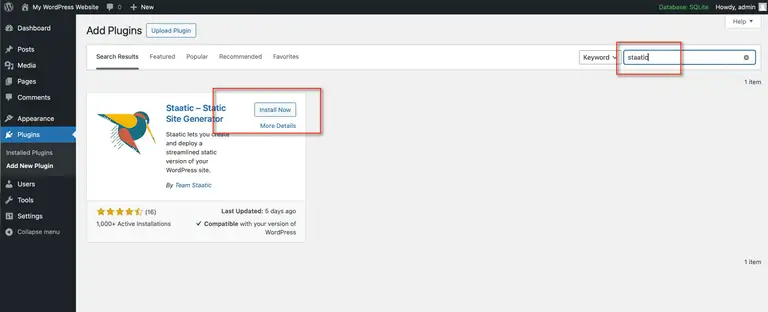 My WordPress Website 0 New Database: SQLite Howdy, admin
Dashboard
Posts
Media
Pages
Comments
Appearance
Plugins
Installed Plugins
Add New Plugin
Users
Tools
Settings
Collapse menu
Help
Add Plugins Upload Plugin
Search Results Featured Popular Recommended Favorites Keyword staatic
1 item
Staatic – Static
Site Generator
Install Now
More Details
Staatic lets you create
and deploy a
streamlined static
version of your
WordPress site.
By Team Staatic
(16)
1,000+ Active Installations
Last Updated: 5 days ago
Compatible with your version of
WordPress
1 item